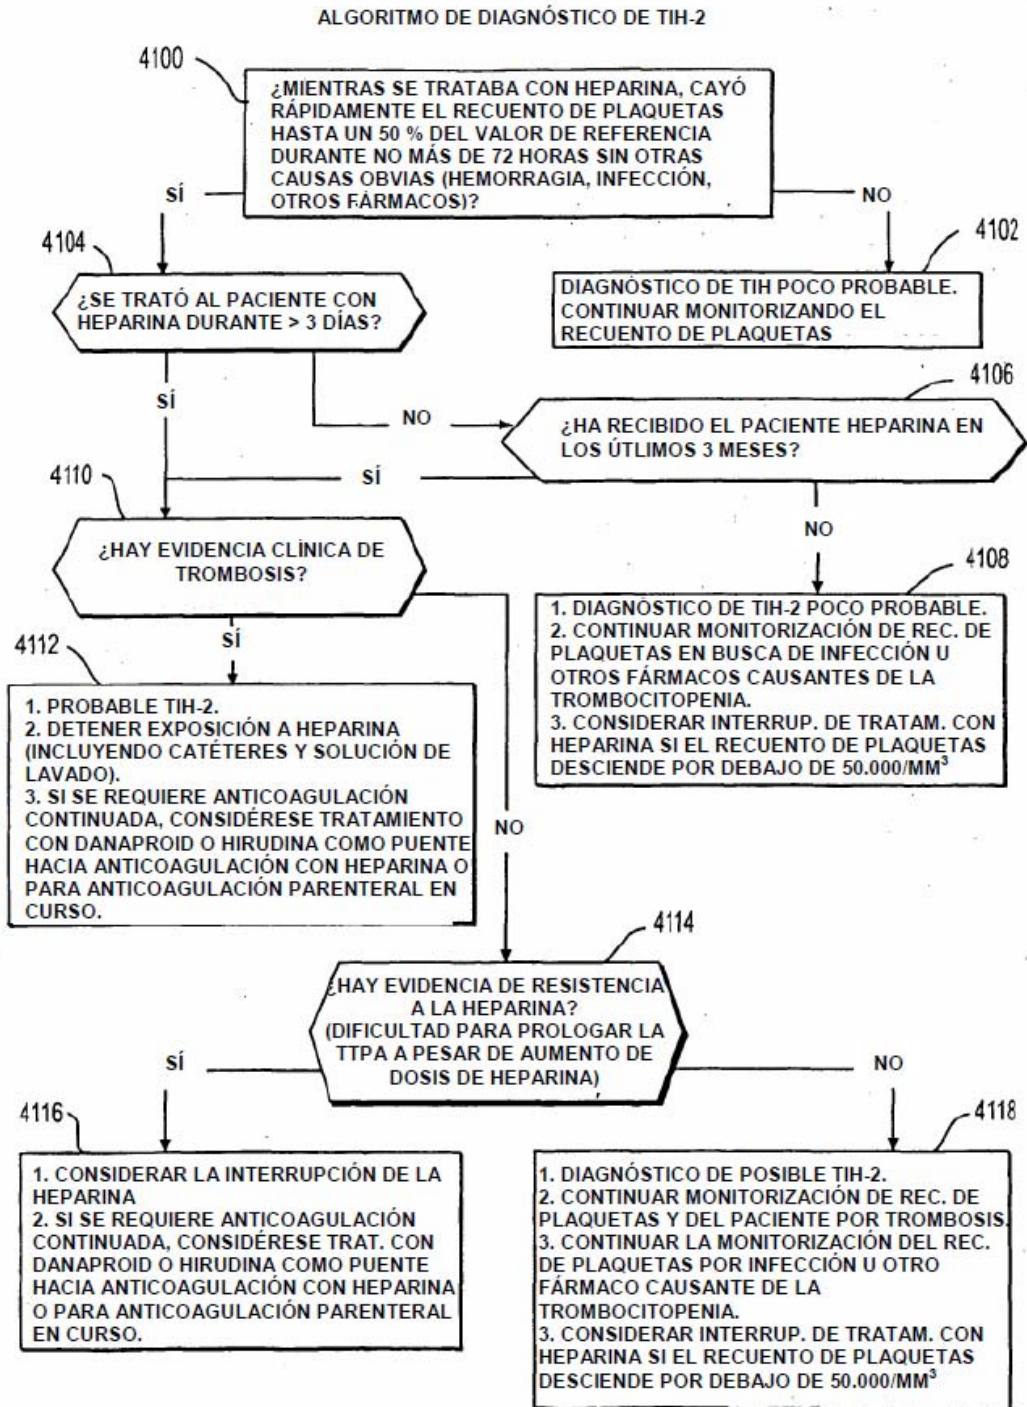 ALGORITMO DE DIAGNÓSTICO DE TIH-2
4100
¿MIENTRAS SE TRATABA CON HEPARINA, CAYÓ
RÁPIDAMENTE EL RECUENTO DE PLAQUETAS
HASTA UN 50 % DEL VALOR DE REFERENCIA
DURANTE NO MÁS DE 72 HORAS SIN OTRAS
CAUSAS OBVIAS (HEMORRAGIA, INFECCIÓN,
OTROS FÁRMACOS)?
SÍ
NO
4104
¿SE TRATÓ AL PACIENTE CON
HEPARINA DURANTE > 3 DÍAS?
4102
DIAGNÓSTICO DE TIH POCO PROBABLE.
CONTINUAR MONITORIZANDO EL
RECUENTO DE PLAQUETAS
SÍ
NO
4106
¿HA RECIBIDO EL PACIENTE HEPARINA EN
LOS ÚTLIMOS 3 MESES?
SÍ
NO
4110
¿HAY EVIDENCIA CLÍNICA DE
TROMBOSIS?
4108
1. DIAGNÓSTICO DE TIH-2 POCO PROBABLE.
2. CONTINUAR MONITORIZACIÓN DE REC. DE
PLAQUETAS EN BUSCA DE INFECCIÓN U
OTROS FÁRMACOS CAUSANTES DE LA
TROMBOCITOPENIA.
3. CONSIDERAR INTERRUP. DE TRATAM. CON
HEPARINA SI EL RECUENTO DE PLAQUETAS
DESCIENDE POR DEBAJO DE 50.000/MM³
SÍ
NO
4112
1. PROBABLE TIH-2.
2. DETENER EXPOSICIÓN A HEPARINA
(INCLUYENDO CATÉTERES Y SOLUCIÓN DE
LAVADO).
3. SI SE REQUIERE ANTICOAGULACIÓN
CONTINUADA, CONSIDÉRESE TRATAMIENTO
CON DANAPROID O HIRUDINA COMO PUENTE
HACIA ANTICOAGULACIÓN CON HEPARINA O
PARA ANTICOAGULACIÓN PARENTERAL EN
CURSO.
4114
¿HAY EVIDENCIA DE RESISTENCIA
A LA HEPARINA?
(DIFICULTAD PARA PROLOGAR LA
TTPA A PESAR DE AUMENTO DE
DOSIS DE HEPARINA)
SÍ
NO
4116
1. CONSIDERAR LA INTERRUPCIÓN DE LA
HEPARINA
2. SI SE REQUIERE ANTICOAGULACIÓN
CONTINUADA, CONSIDÉRESE TRAT. CON
DANAPROID O HIRUDINA COMO PUENTE
HACIA ANTICOAGULACIÓN CON HEPARINA
O PARA ANTICOAGULACIÓN PARENTERAL
EN CURSO.
4118
1. DIAGNÓSTICO DE POSIBLE TIH-2.
2. CONTINUAR MONITORIZACIÓN DE REC. DE
PLAQUETAS Y DEL PACIENTE POR TROMBOSIS.
3. CONTINUAR LA MONITORIZACIÓN DEL REC.
DE PLAQUETAS POR INFECCIÓN U OTRO
FÁRMACO CAUSANTE DE LA
TROMBOCITOPENIA.
3. CONSIDERAR INTERRUP. DE TRATAM. CON
HEPARINA SI EL RECUENTO DE PLAQUETAS
DESCIENDE POR DEBAJO DE 50.000/MM³